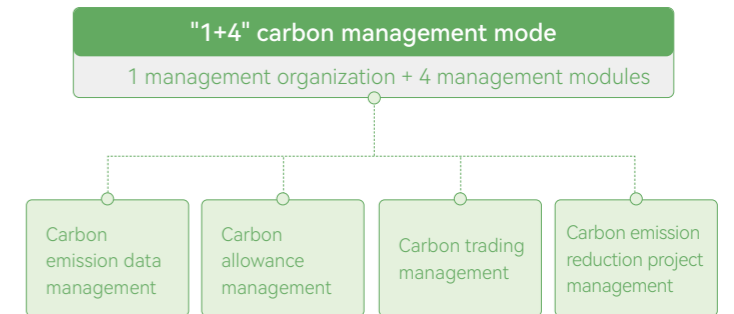 "1+4" carbon management mode
1 management organization + 4 management modules
Carbon
emission data
management
Carbon
allowance
management
Carbon trading
management
Carbon emission
reduction project
management